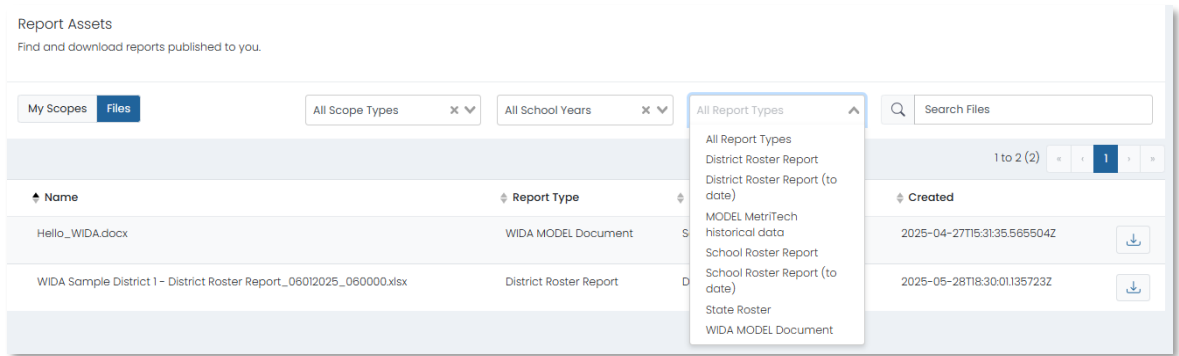 Report Assets
Find and download reports published to you.
My Scopes Files All Scope Types All School Years All Report Types Search Files
All Report Types
District Roster Report
District Roster Report (to
date)
MODEL MetriTech
historical data
School Roster Report
School Roster Report (to
date)
State Roster
WIDA MODEL Document
1 to 2 (2) « ‹ 1 › »
Name Report Type Created
Hello_WIDA.docx WIDA MODEL Document S 2025-04-27T15:31:35.565504Z
WIDA Sample District 1 - District Roster Report_06012025_060000.xlsx District Roster Report D 2025-05-28T18:30:01.135723Z